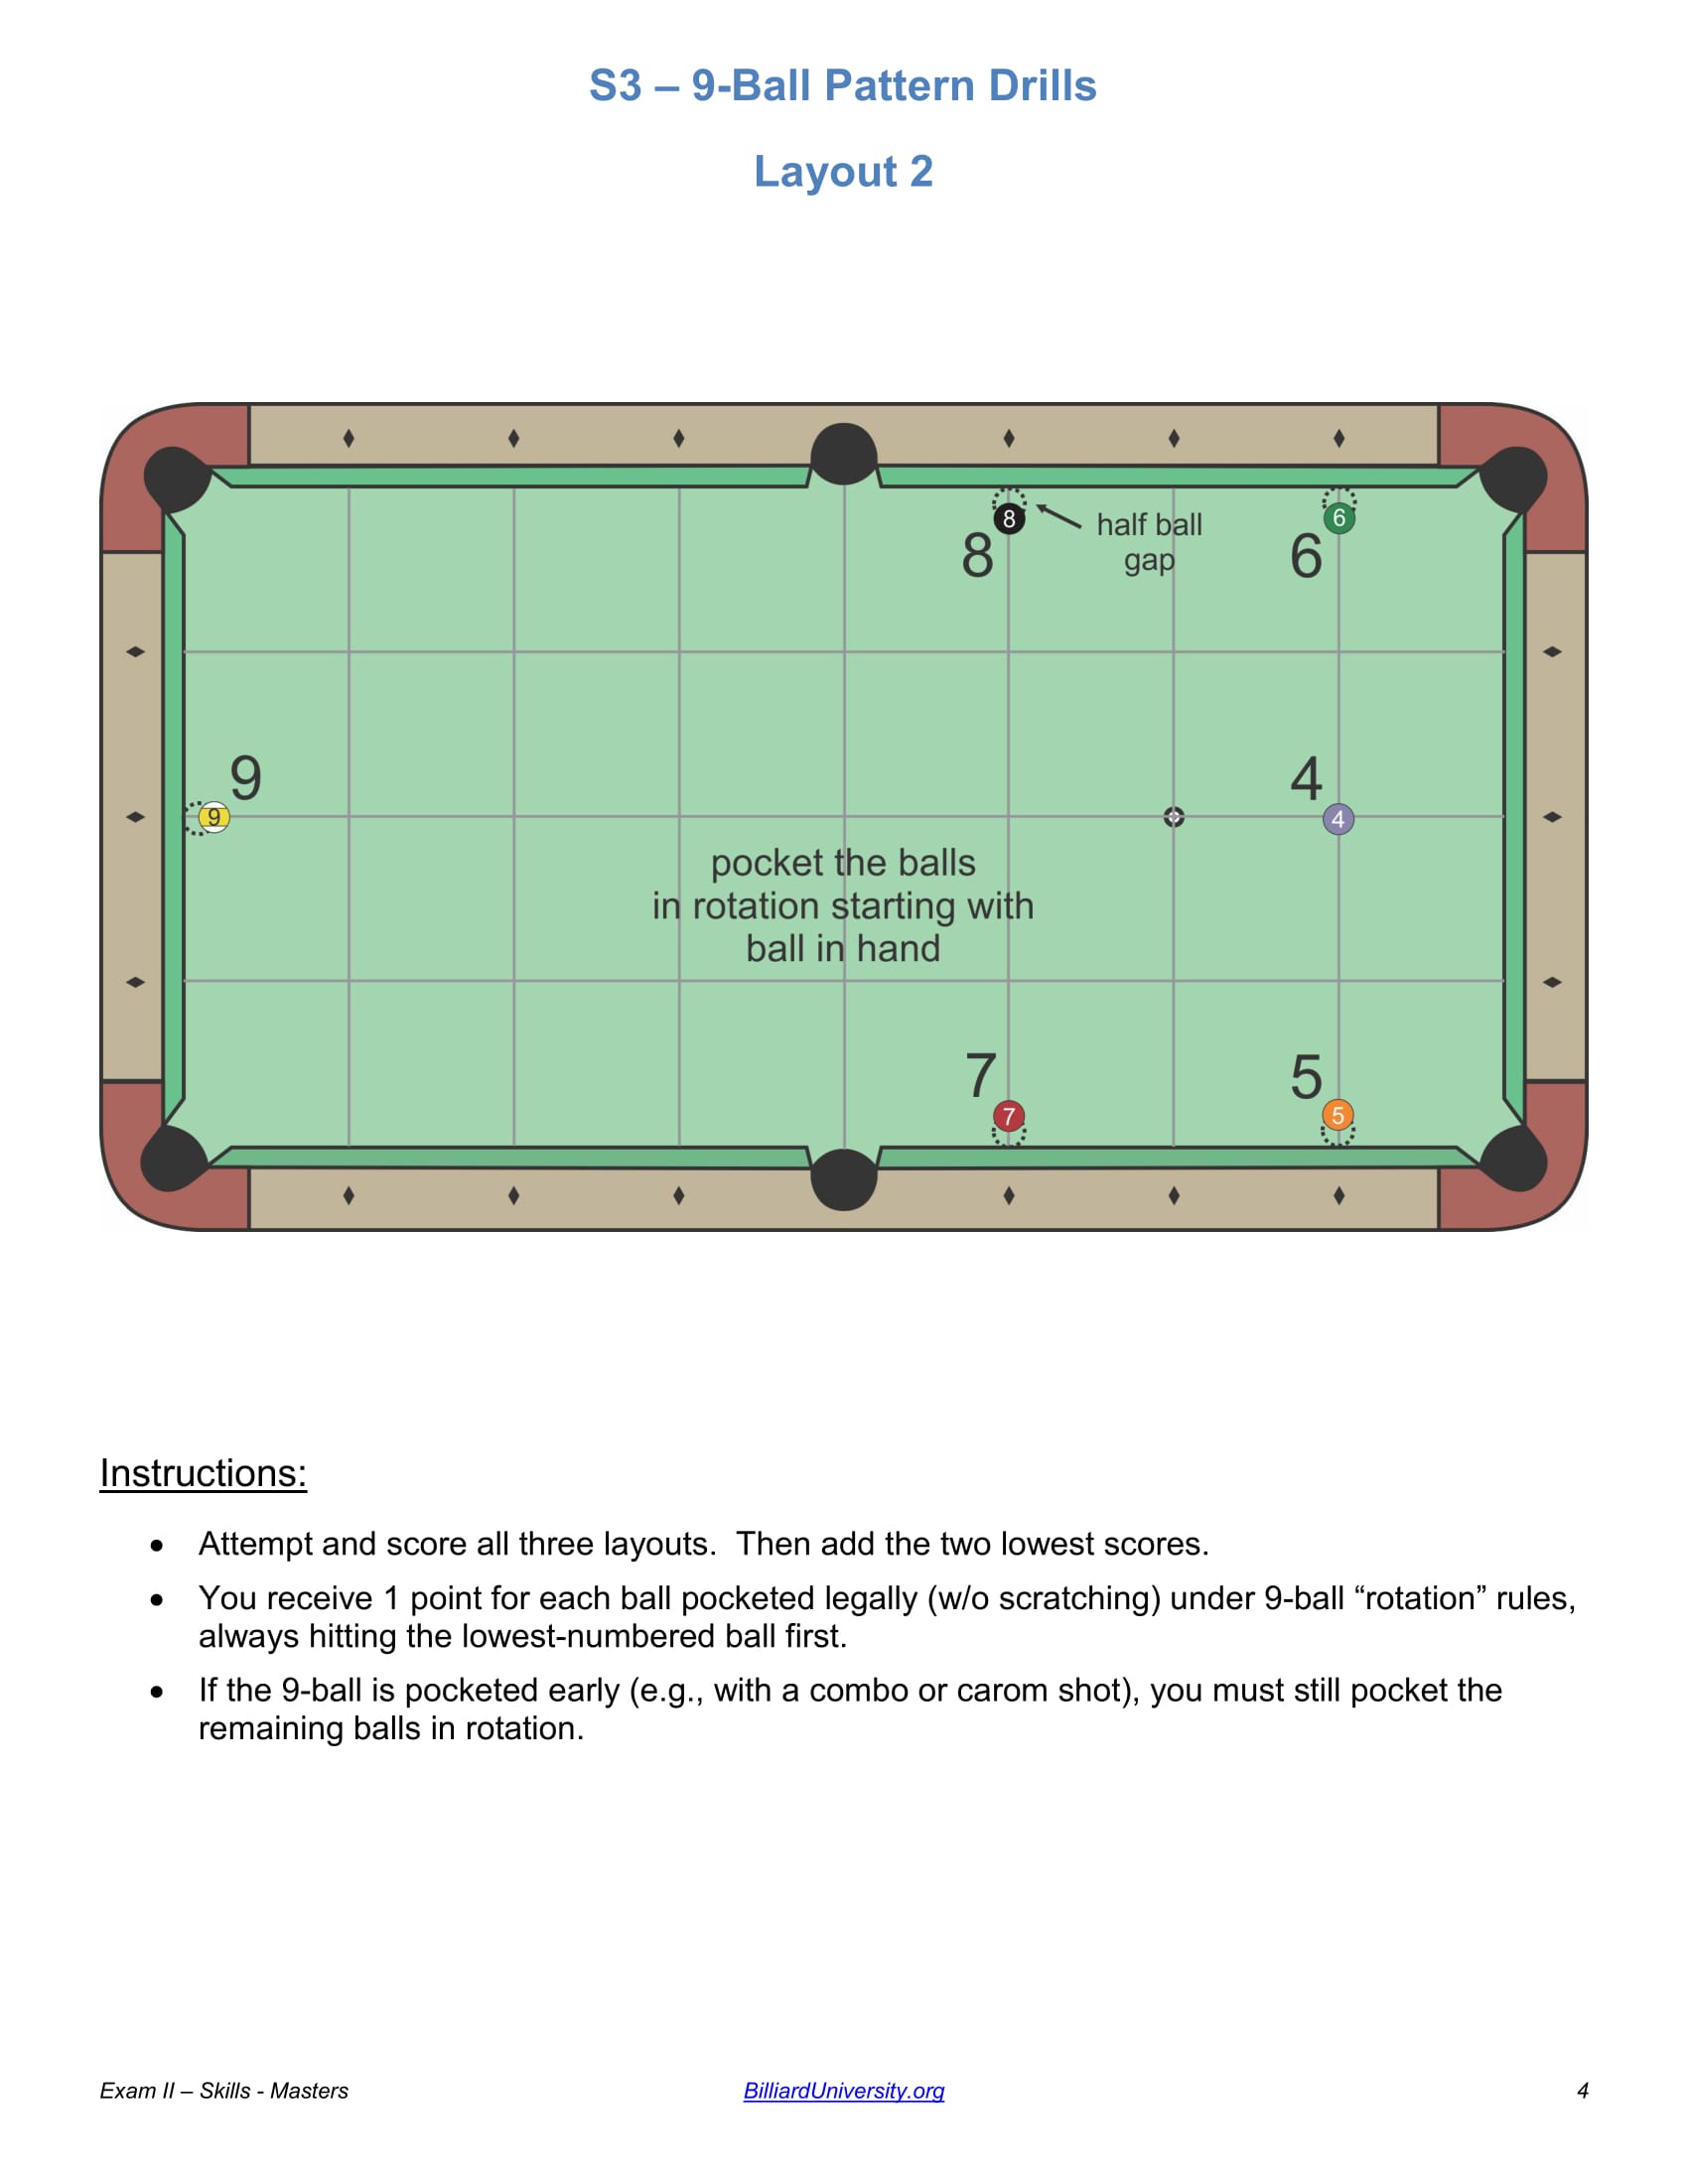 S3 – 9-Ball Pattern Drills
Layout 2
8
half ball
gap
8
6
6
9
9
4
4
pocket the balls
in rotation starting with
ball in hand
7
7
5
5
Instructions:
• Attempt and score all three layouts.  Then add the two lowest scores.
• You receive 1 point for each ball pocketed legally (w/o scratching) under 9-ball “rotation” rules,
always hitting the lowest-numbered ball first.
• If the 9-ball is pocketed early (e.g., with a combo or carom shot), you must still pocket the
remaining balls in rotation.
Exam II – Skills - Masters
BilliardUniversity.org
4